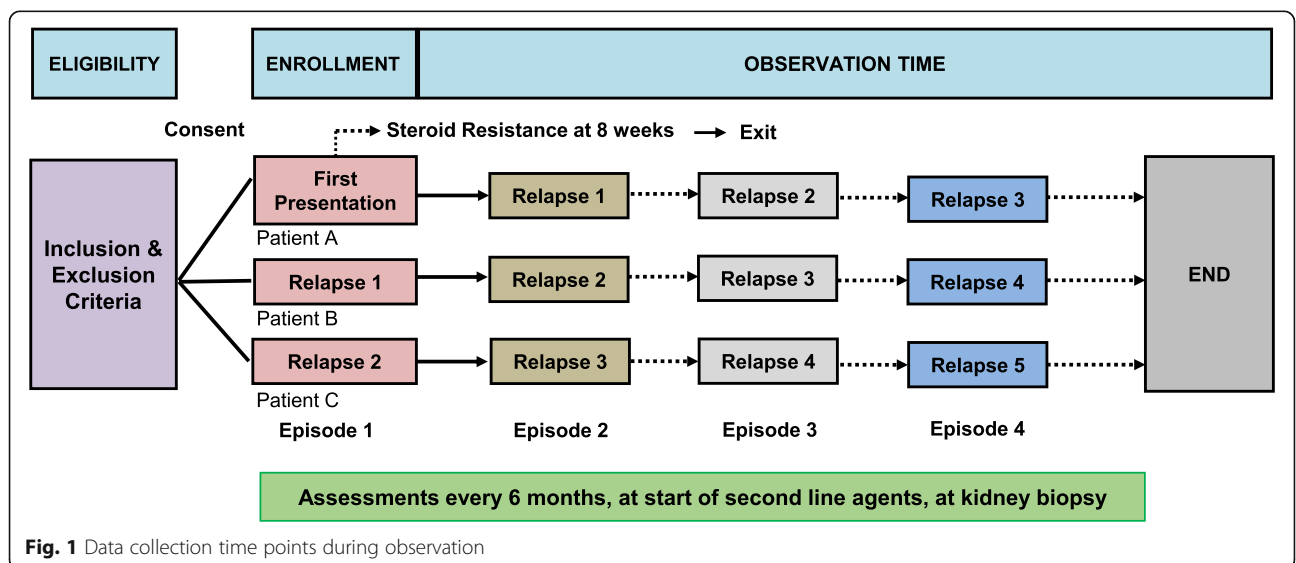 ELIGIBILITY
ENROLLMENT
OBSERVATION TIME
Consent
Steroid Resistance at 8 weeks
Exit
Inclusion &
Exclusion
Criteria
First
Presentation
Relapse 1
Relapse 2
Relapse 3
Patient A
Relapse 1
Relapse 2
Relapse 3
Relapse 4
Patient B
Relapse 2
Relapse 3
Relapse 4
Relapse 5
Patient C
END
Episode 1
Episode 2
Episode 3
Episode 4
Assessments every 6 months, at start of second line agents, at kidney biopsy
Fig. 1 Data collection time points during observation